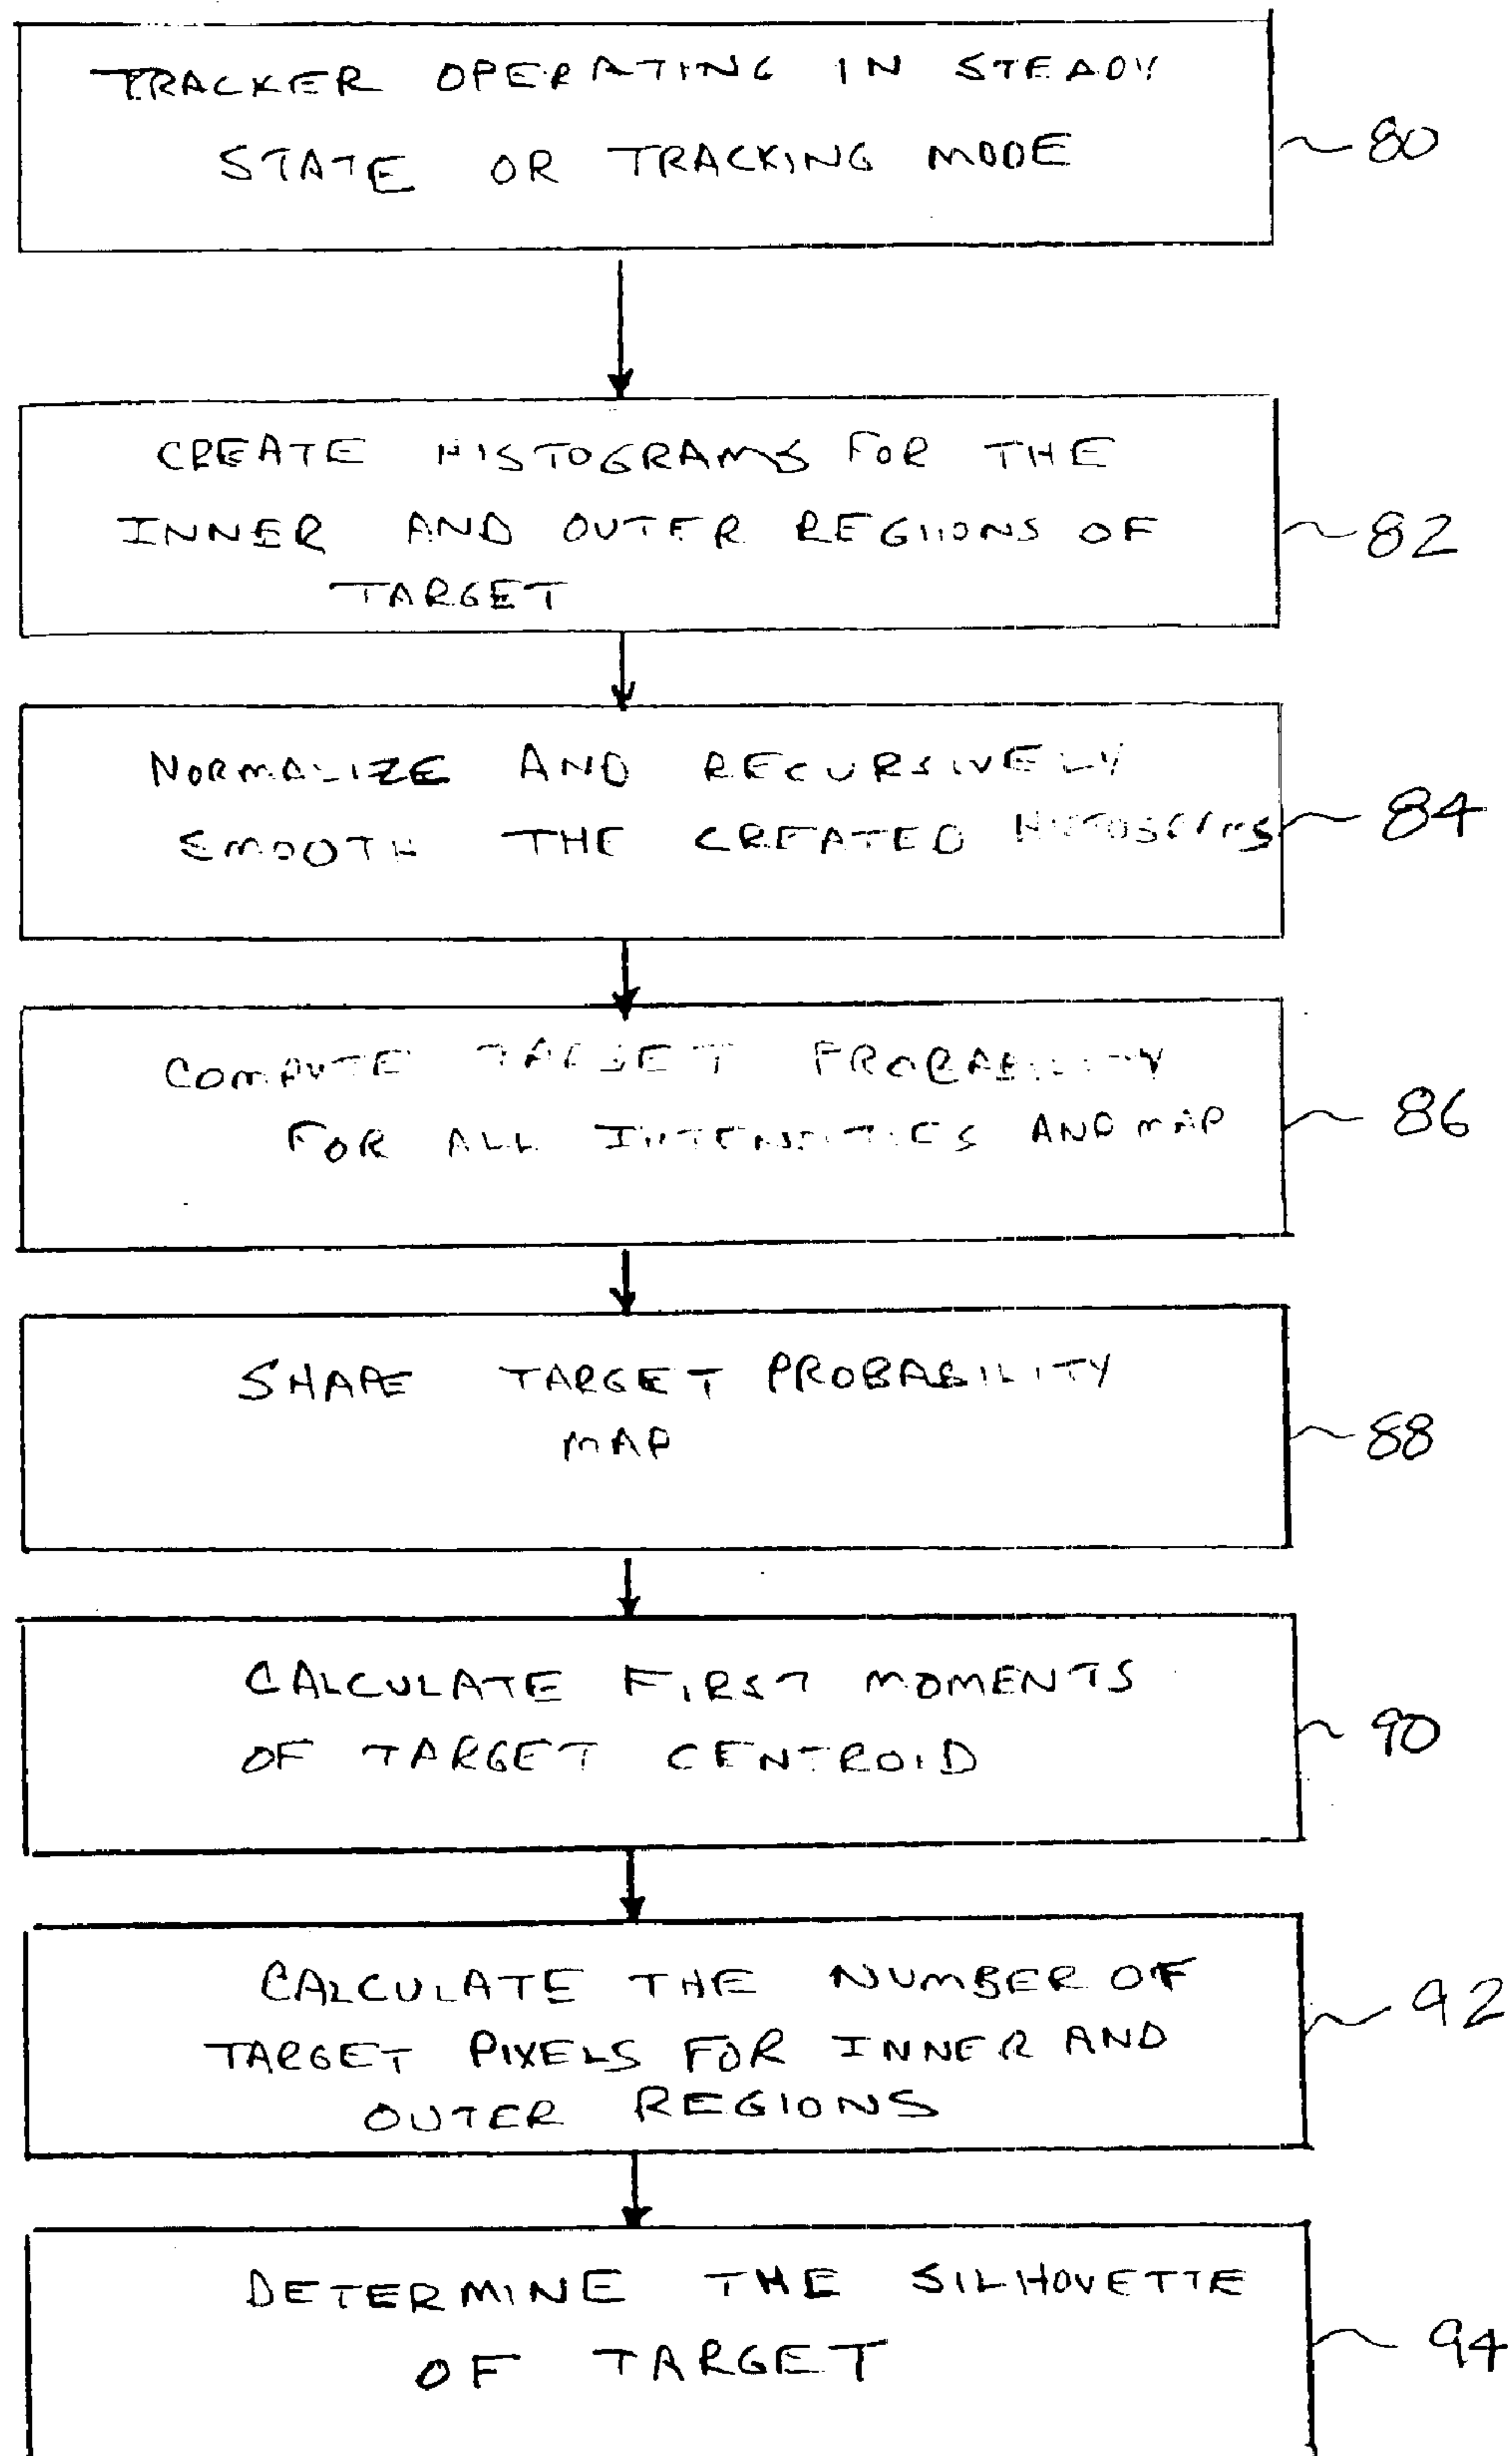 TRACKER OPERATING IN STEADY
STATE OR TRACKING MODE
80
CREATE HISTOGRAMS FOR THE
INNER AND OUTER REGIONS OF
TARGET
82
NORMALIZE AND RECURSIVELY
SMOOTH THE CREATED HISTOGRAMS
84
COMPUTE TARGET PROBABILITY
FOR ALL INTENSITIES AND MAP
86
SHAPE TARGET PROBABILITY
MAP
88
CALCULATE FIRST MOMENTS
OF TARGET CENTROID
90
CALCULATE THE NUMBER OF
TARGET PIXELS FOR INNER AND
OUTER REGIONS
92
DETERMINE THE SILHOUETTE
OF TARGET
94